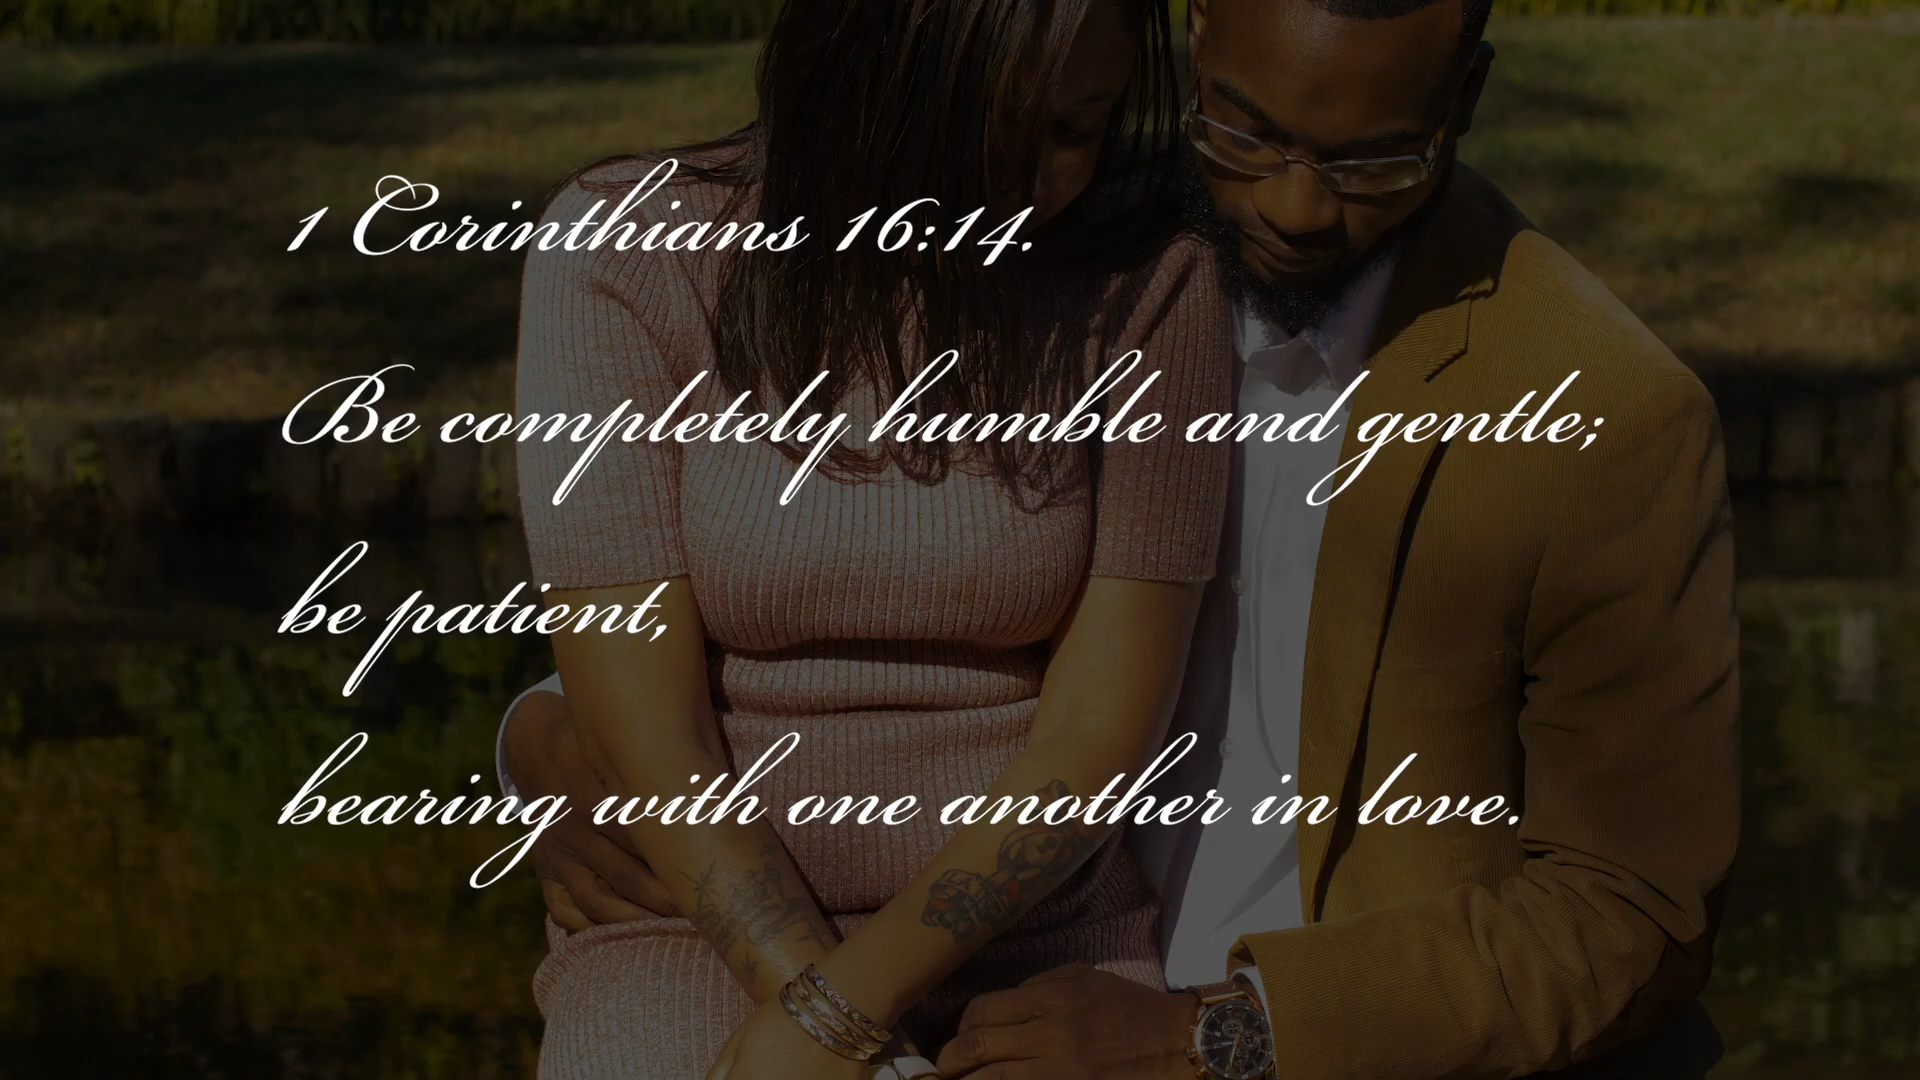 1 Corinthians 16:14.
Be completely humble and gentle;
be patient,
bearing with one another in love.